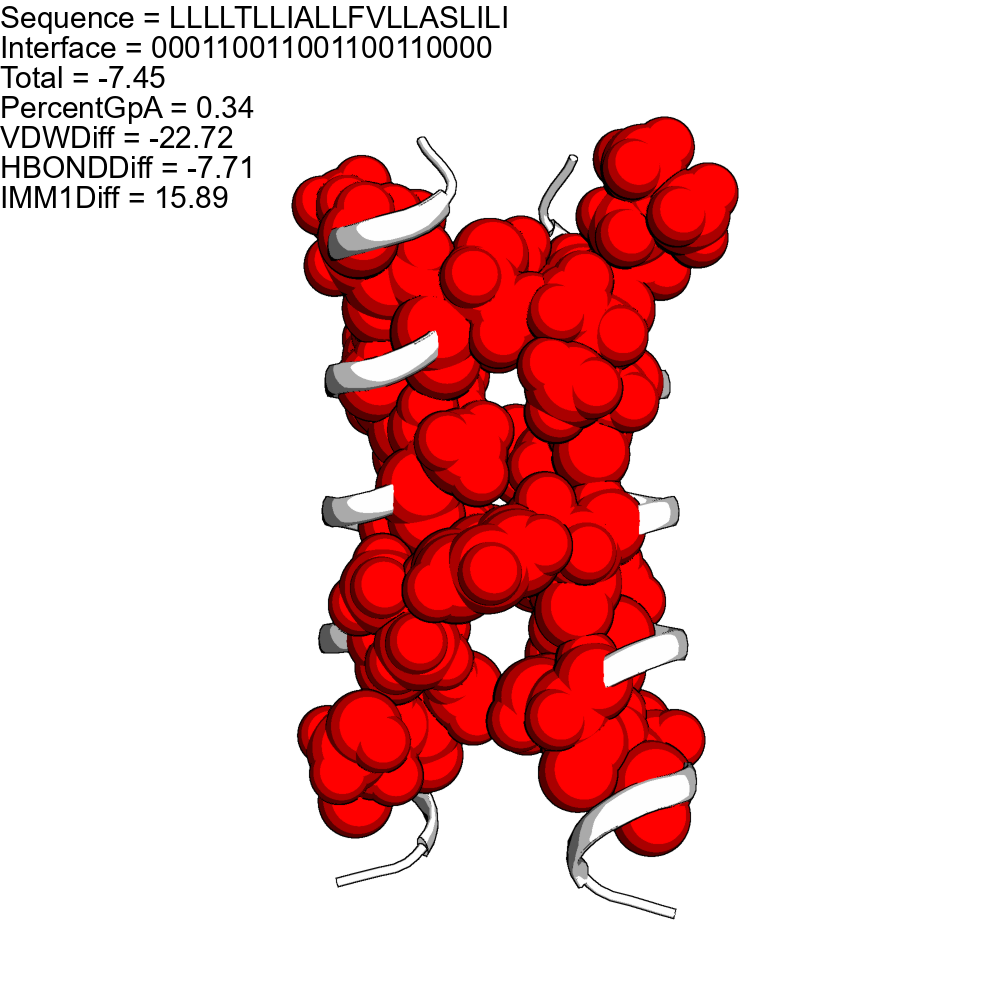 Sequence = LLLLTLLIALLFVLLASLILI
Interface = 000110011001100110000
Total = -7.45
PercentGpA = 0.34
VDWDiff = -22.72
HBONDDiff = -7.71
IMM1Diff = 15.89